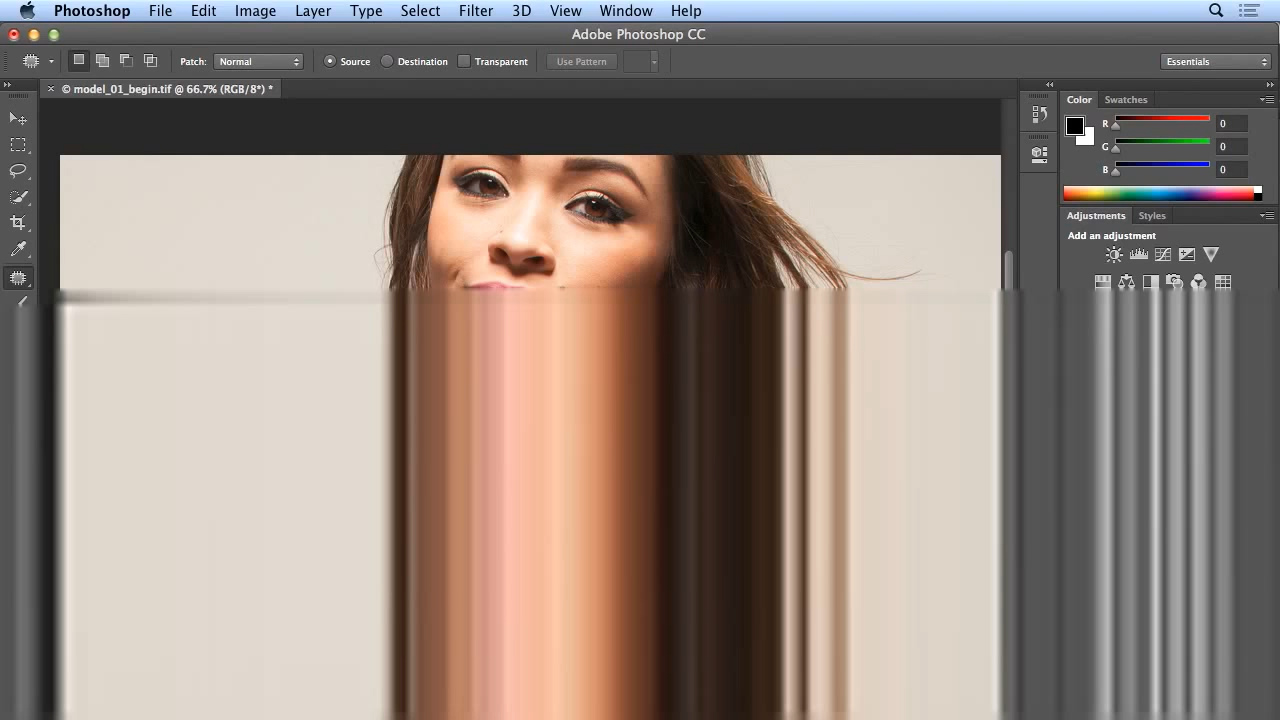 Photoshop File Edit Image Layer Type Select Filter 3D View Window Help
Adobe Photoshop CC
Patch: Normal Source Destination Transparent Use Pattern Essentials
× © model_01_begin.tif @ 66.7% (RGB/8*) *
Color Swatches
R 0
G 0
B 0
Adjustments Styles
Add an adjustment